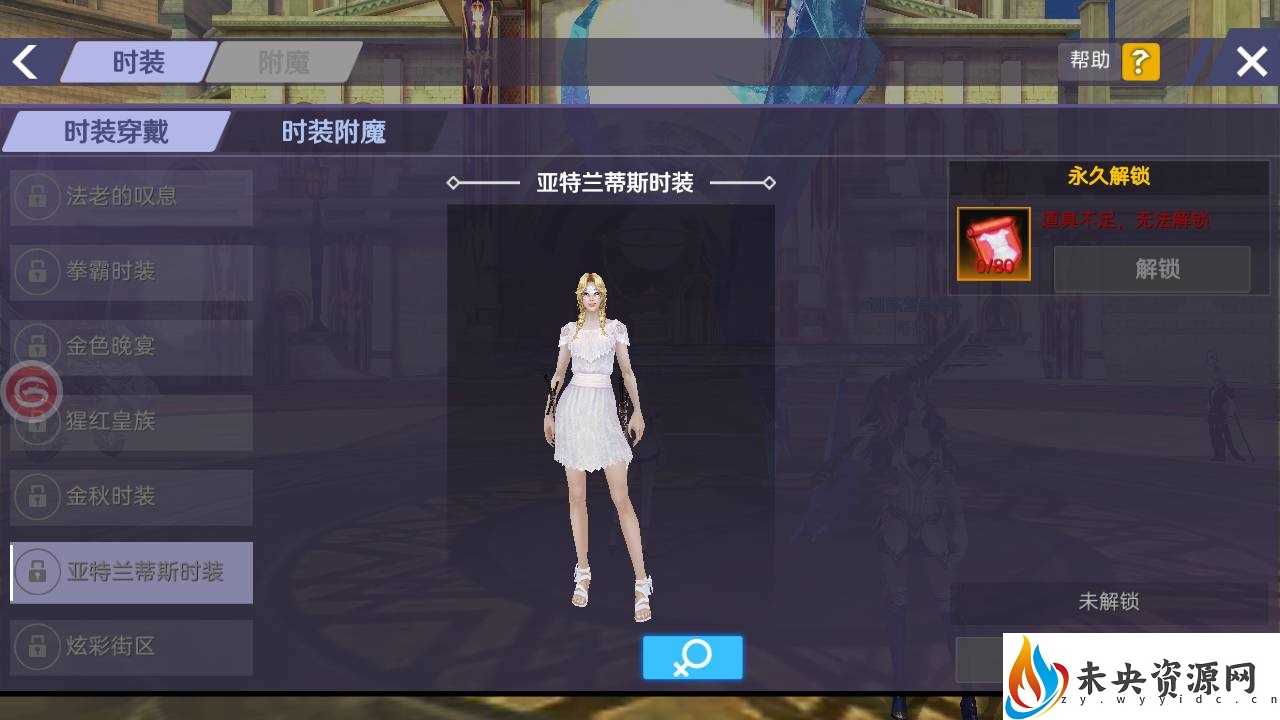 时装
附魔
帮助
?
时装穿戴
时装附魔
法老的叹息
拳霸时装
金色晚宴
猩红皇族
金秋时装
亚特兰蒂斯时装
炫彩街区
亚特兰蒂斯时装
永久解锁
道具不足，无法解锁
0/80
解锁
未解锁
未央资源网
zy.wyyidc.cn